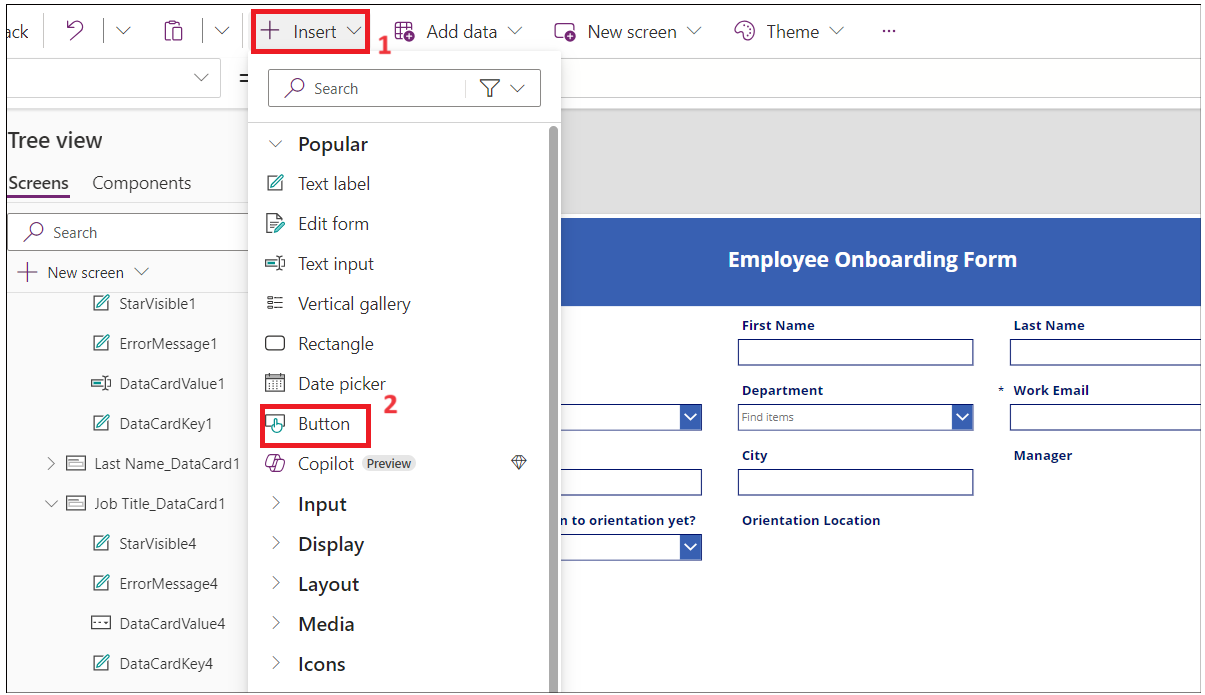 ack
Insert
1
Add data
New screen
Theme
...
=
Search
Tree view
Screens
Components
Search
New screen
StarVisible1
ErrorMessage1
DataCardValue1
DataCardKey1
Last Name_DataCard1
Job Title_DataCard1
StarVisible4
ErrorMessage4
DataCardValue4
DataCardKey4
Popular
Text label
Edit form
Text input
Vertical gallery
Rectangle
Date picker
2
Button
Copilot Preview
Input
Display
Layout
Media
Icons
Employee Onboarding Form
First Name
Last Name
Department
* Work Email
Find items
City
Manager
m to orientation yet?
Orientation Location